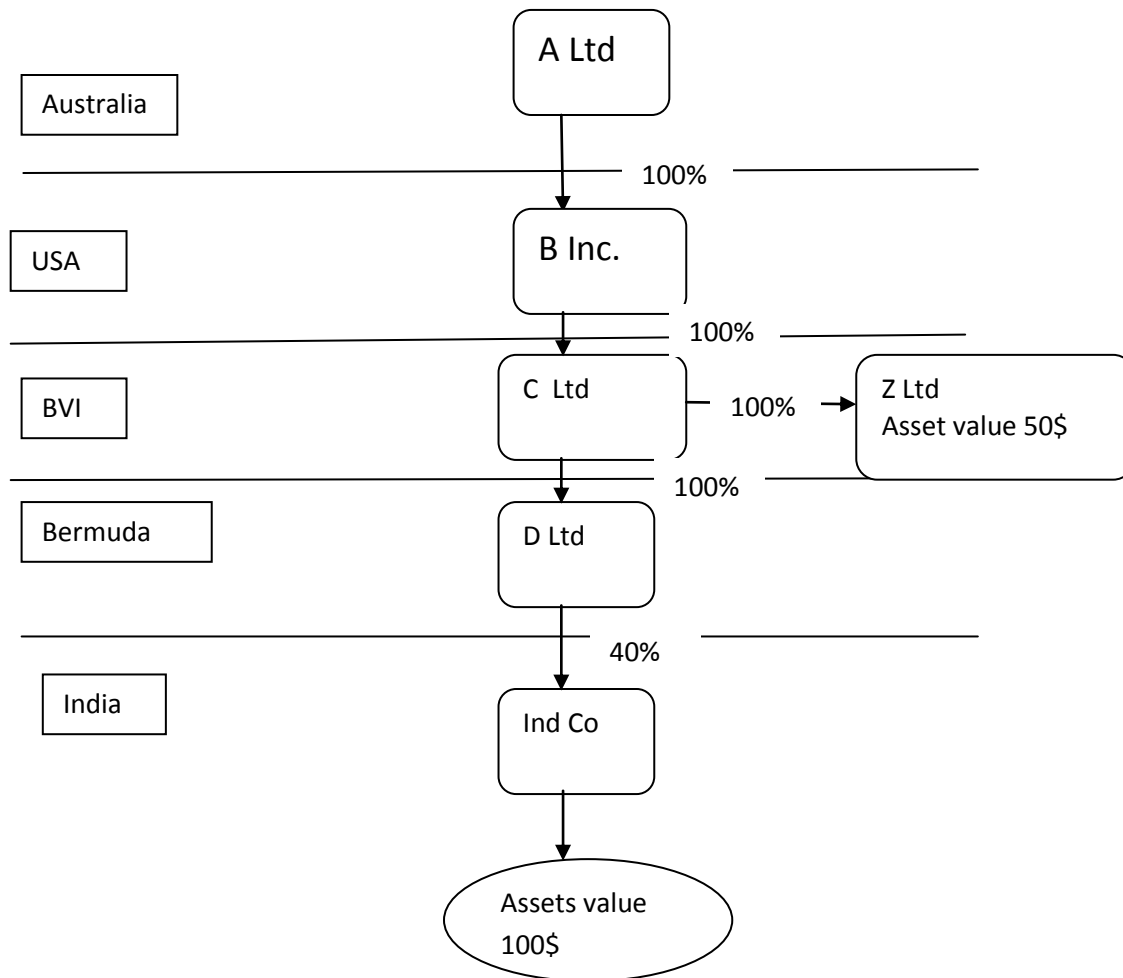 A Ltd
Australia
100%
B Inc.
USA
100%
C Ltd
Z Ltd
BVI
100%
Asset value 50$
100%
Bermuda
D Ltd
40%
India
Ind Co
Assets value
100$